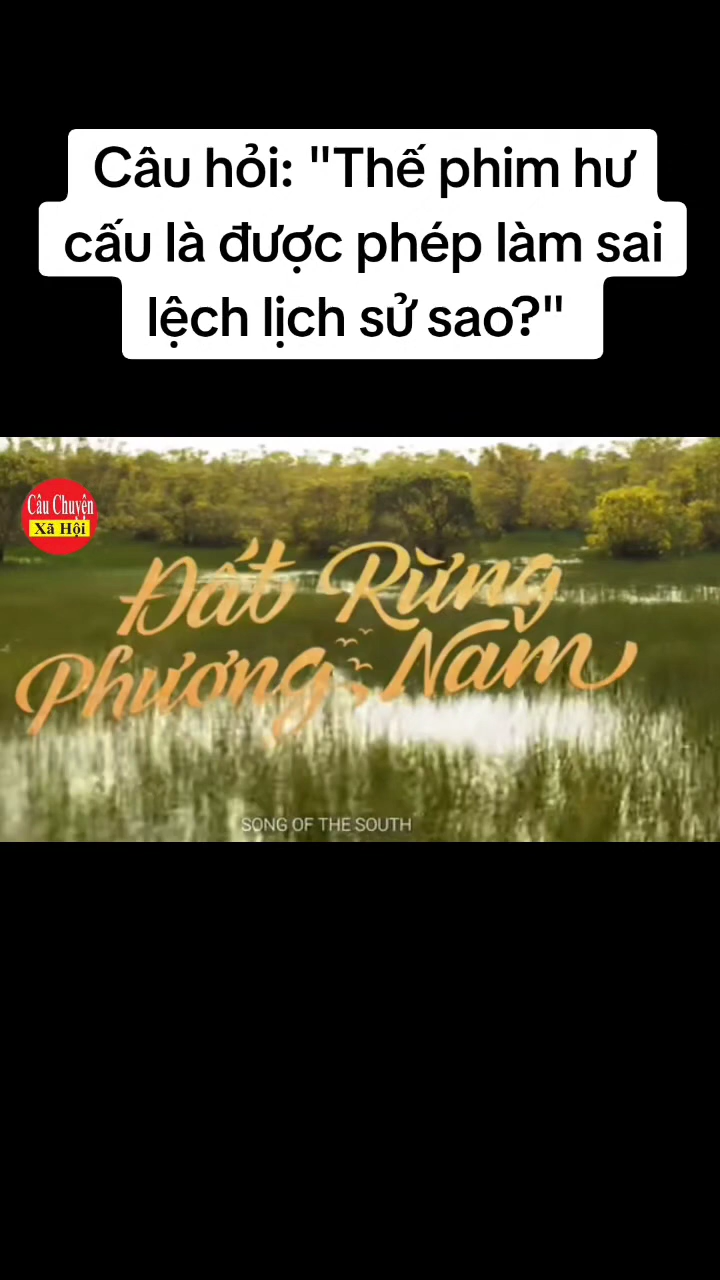 Câu hỏi: "Thế phim hư
cấu là được phép làm sai
lệch lịch sử sao?"
Câu Chuyện
Xã Hội
Đất Rừng
Phương Nam
SONG OF THE SOUTH